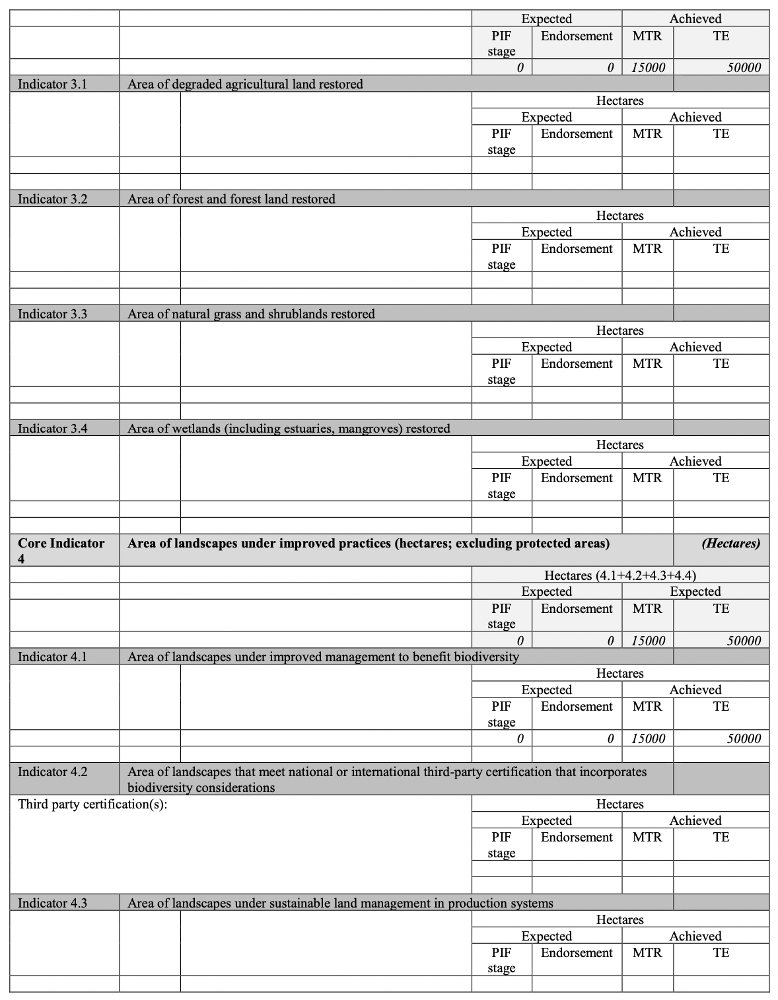 Expected Achieved
PIF Endorsement MTR TE
stage
0 0 15000 50000
Indicator 3.1 Area of degraded agricultural land restored
Hectares
Expected Achieved
PIF Endorsement MTR TE
stage
Indicator 3.2 Area of forest and forest land restored
Hectares
Expected Achieved
PIF Endorsement MTR TE
stage
Indicator 3.3 Area of natural grass and shrublands restored
Hectares
Expected Achieved
PIF Endorsement MTR TE
stage
Indicator 3.4 Area of wetlands (including estuaries, mangroves) restored
Hectares
Expected Achieved
PIF Endorsement MTR TE
stage
Core Indicator Area of landscapes under improved practices (hectares; excluding protected areas) (Hectares)
4
Hectares (4.1+4.2+4.3+4.4)
Expected Expected
PIF Endorsement MTR TE
stage
0 0 15000 50000
Indicator 4.1 Area of landscapes under improved management to benefit biodiversity
Hectares
Expected Achieved
PIF Endorsement MTR TE
stage
0 0 15000 50000
Indicator 4.2 Area of landscapes that meet national or international third-party certification that incorporates
biodiversity considerations
Third party certification(s): Hectares
Expected Achieved
PIF Endorsement MTR TE
stage
Indicator 4.3 Area of landscapes under sustainable land management in production systems
Hectares
Expected Achieved
PIF Endorsement MTR TE
stage